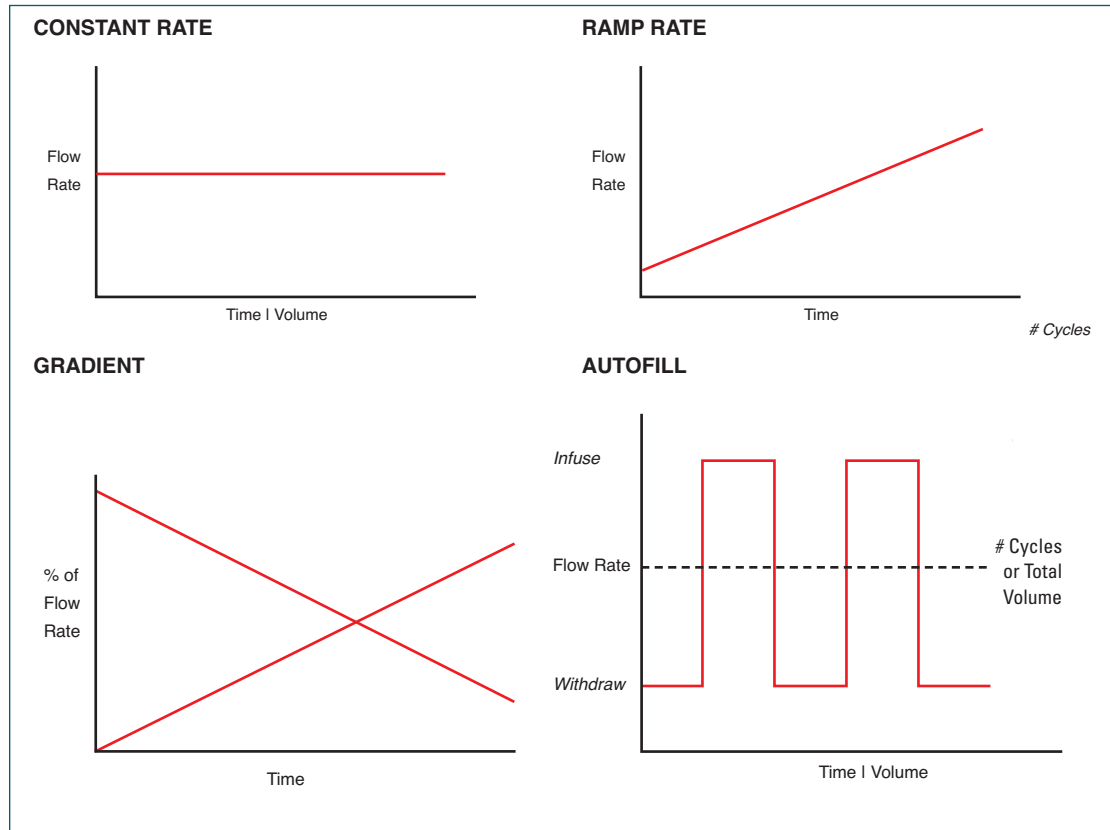 CONSTANT RATE
Flow
Rate
Time | Volume
RAMP RATE
Flow
Rate
Time
# Cycles
GRADIENT
% of
Flow
Rate
Time
AUTOFILL
Infuse
Flow Rate
Withdraw
# Cycles
or Total
Volume
Time | Volume